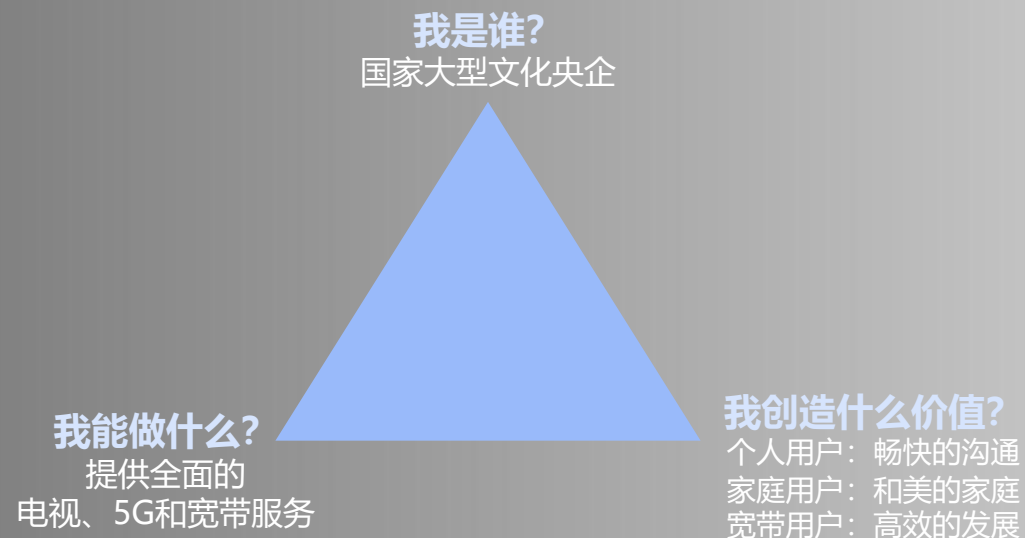 我是谁？
国家大型文化央企
我能做什么？
提供全面的
电视、5G和宽带服务
我创造什么价值？
个人用户：畅快的沟通
家庭用户：和美的家庭
宽带用户：高效的发展